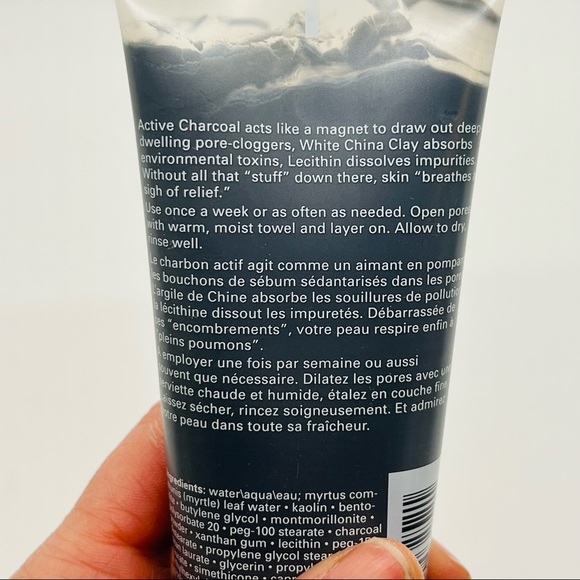 Active Charcoal acts like a magnet to draw out deep
dwelling pore-cloggers, White China Clay absorbs
environmental toxins, Lecithin dissolves impurities.
Without all that “stuff” down there, skin “breathes a
sigh of relief.”
Use once a week or as often as needed. Open pores
with warm, moist towel and layer on. Allow to dry,
rinse well.
Le charbon actif agit comme un aimant en pompant
les bouchons de sébum sédantarisés dans les
L'argile de Chine absorbe les souillures de pollution
la lécithine dissout les impuretés. Débarrassée de
ses “encombrements”, votre peau respire enfin à
“pleins poumons”.
employer une fois par semaine ou aussi
souvent que nécessaire. Dilatez les pores avec une
serviette chaude et humide, étalez en couche fine
laissez sécher, rincez soigneusement. Et admirez
votre peau dans toute sa fraîcheur.
Ingredients: water\aqua\eau; myrtus com-
(myrtle) leaf water • kaolin • bento-
• butylene glycol • montmorillonite •
20 • peg-100 stearate • charcoal
• xanthan gum • lecithin •
• propylene glycol
laurate • glycerin •
• simethicone •